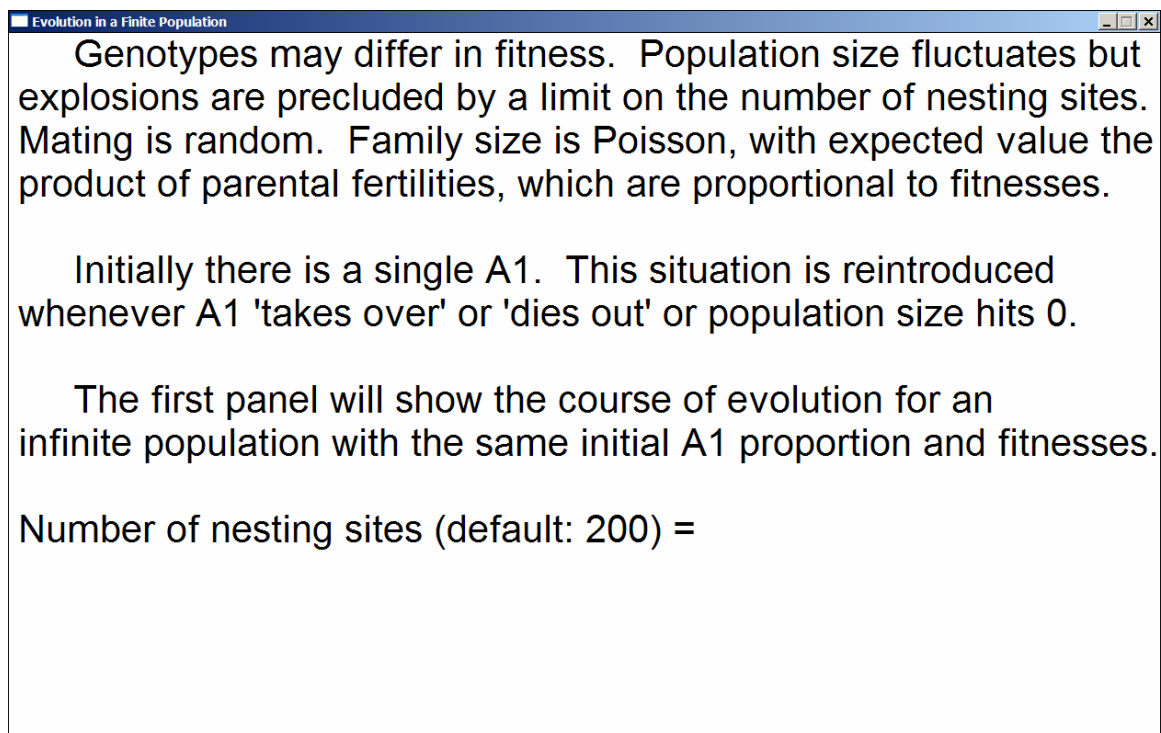 Evolution in a Finite Population
Genotypes may differ in fitness.  Population size fluctuates but
explosions are precluded by a limit on the number of nesting sites.
Mating is random.  Family size is Poisson, with expected value the
product of parental fertilities, which are proportional to fitnesses.
Initially there is a single A1.  This situation is reintroduced
whenever A1 'takes over' or 'dies out' or population size hits 0.
The first panel will show the course of evolution for an
infinite population with the same initial A1 proportion and fitnesses.
Number of nesting sites (default: 200) =